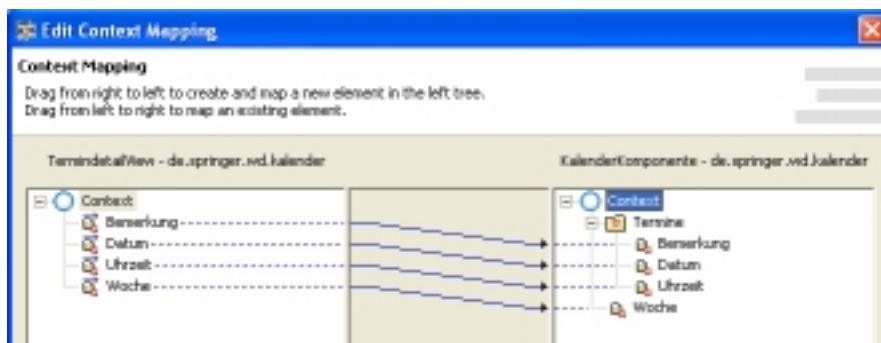 Edit Context Mapping
Context Mapping
Drag from right to left to create and map a new element in the left tree.
Drag from left to right to map an existing element.
TermindetailView - de.springer.wd.kalender
KalenderKomponente - de.springer.wd.kalender
Context
Bemerkung
Datum
Uhrzeit
Woche
Context
Termine
Bemerkung
Datum
Uhrzeit
Woche